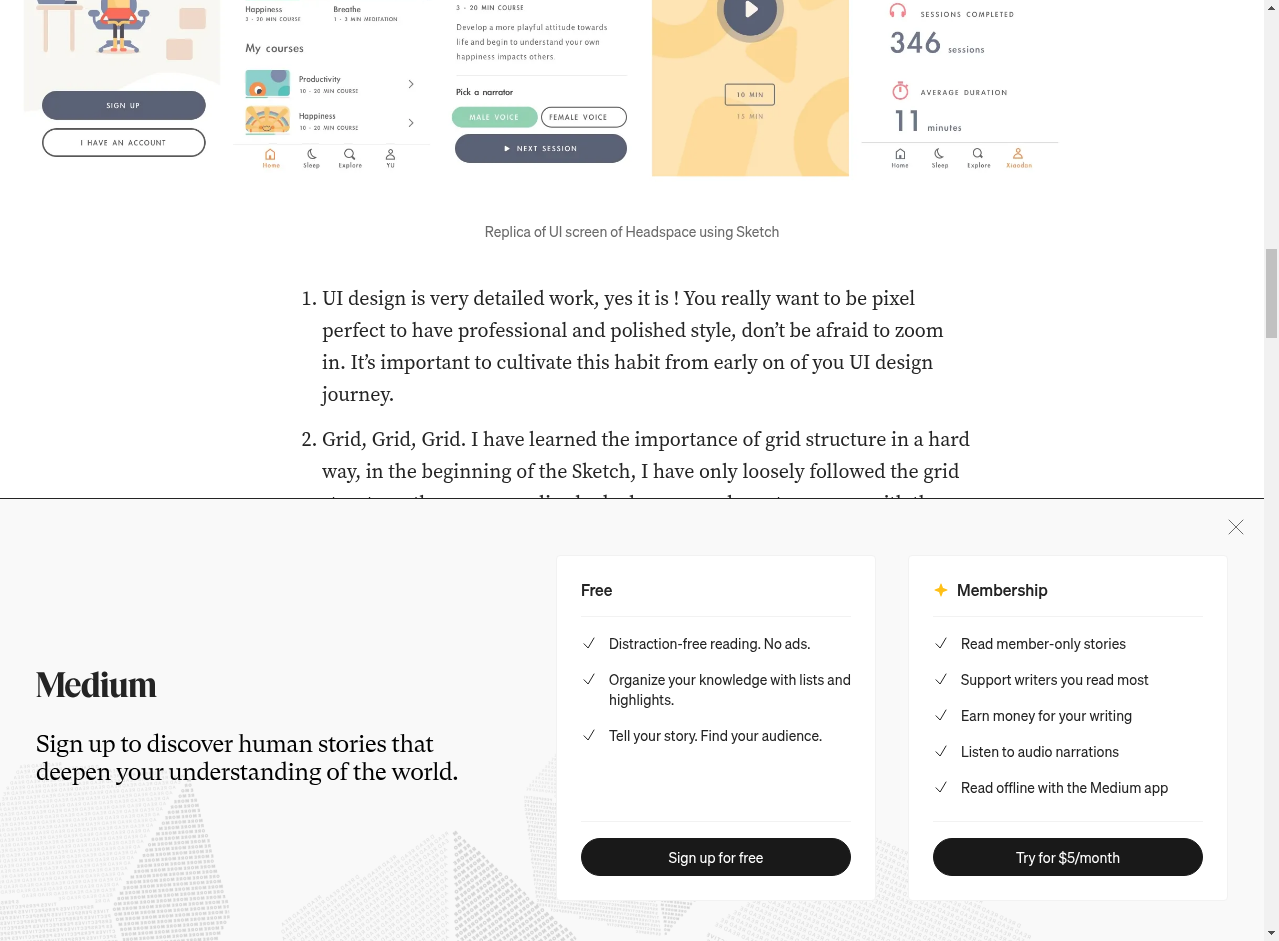 SIGN UP
I HAVE AN ACCOUNT
Happiness
3 - 20 MIN COURSE
Breathe
1 - 3 MIN MEDITATION
My courses
Productivity
10 - 20 MIN COURSE
Happiness
10 - 20 MIN COURSE
Home Sleep Explore YU
3 - 20 MIN COURSE
Develop a more playful attitude towards
life and begin to understand your own
happiness impacts others.
Pick a narrator
MALE VOICE FEMALE VOICE
NEXT SESSION
10 MIN
15 MIN
SESSIONS COMPLETED
346 sessions
AVERAGE DURATION
11 minutes
Home Sleep Explore Xiaodan
Replica of UI screen of Headspace using Sketch
1. UI design is very detailed work, yes it is ! You really want to be pixel
perfect to have professional and polished style, don’t be afraid to zoom
in. It’s important to cultivate this habit from early on of you UI design
journey.
2. Grid, Grid, Grid. I have learned the importance of grid structure in a hard
way, in the beginning of the Sketch, I have only loosely followed the grid
Medium
Sign up to discover human stories that
deepen your understanding of the world.
Free
Distraction-free reading. No ads.
Organize your knowledge with lists and
highlights.
Tell your story. Find your audience.
Sign up for free
Membership
Read member-only stories
Support writers you read most
Earn money for your writing
Listen to audio narrations
Read offline with the Medium app
Try for $5/month